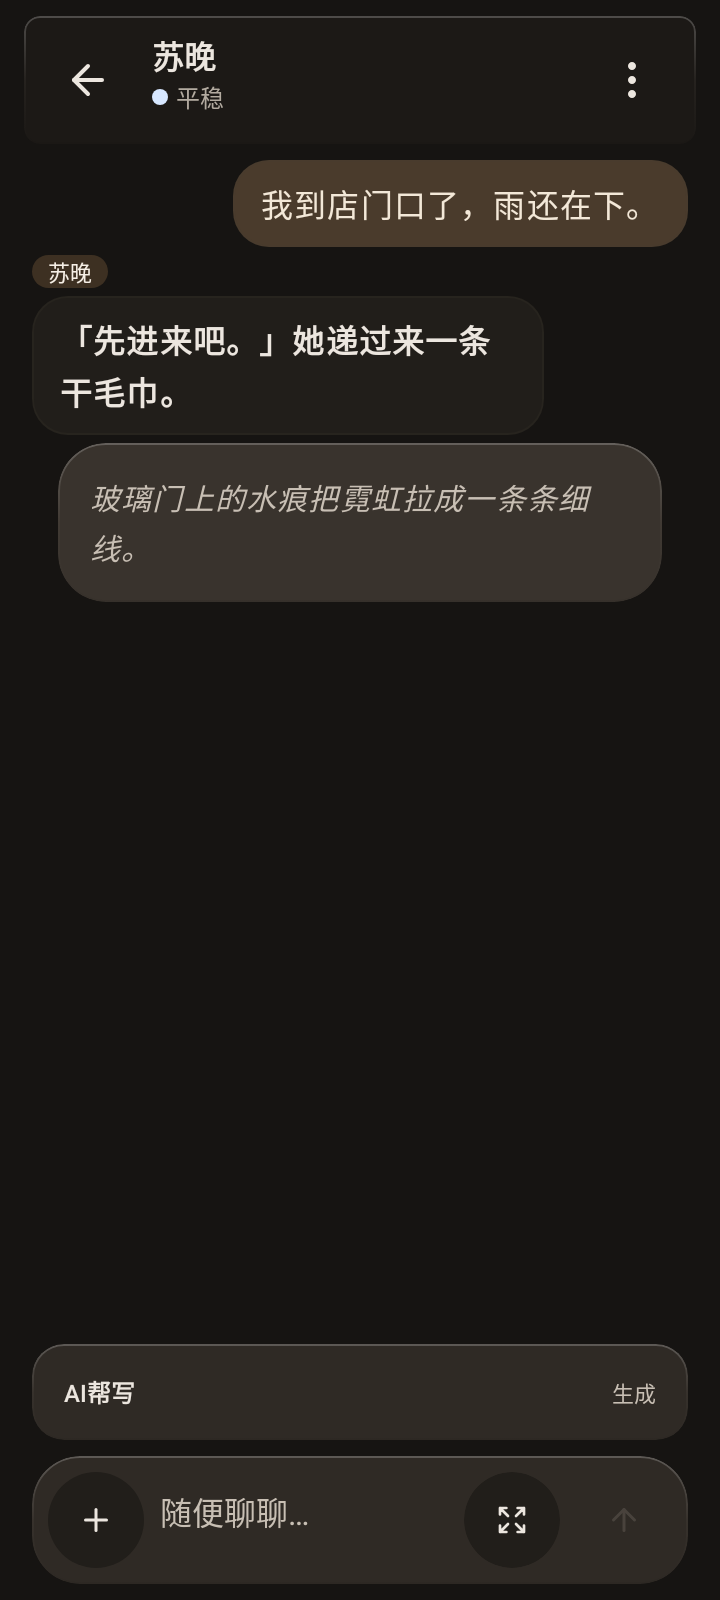 苏晚
平稳
我到店门口了，雨还在下。
苏晚
「先进来吧。」她递过来一条
干毛巾。
玻璃门上的水痕把霓虹拉成一条条细
线。
AI帮写
生成
随便聊聊…